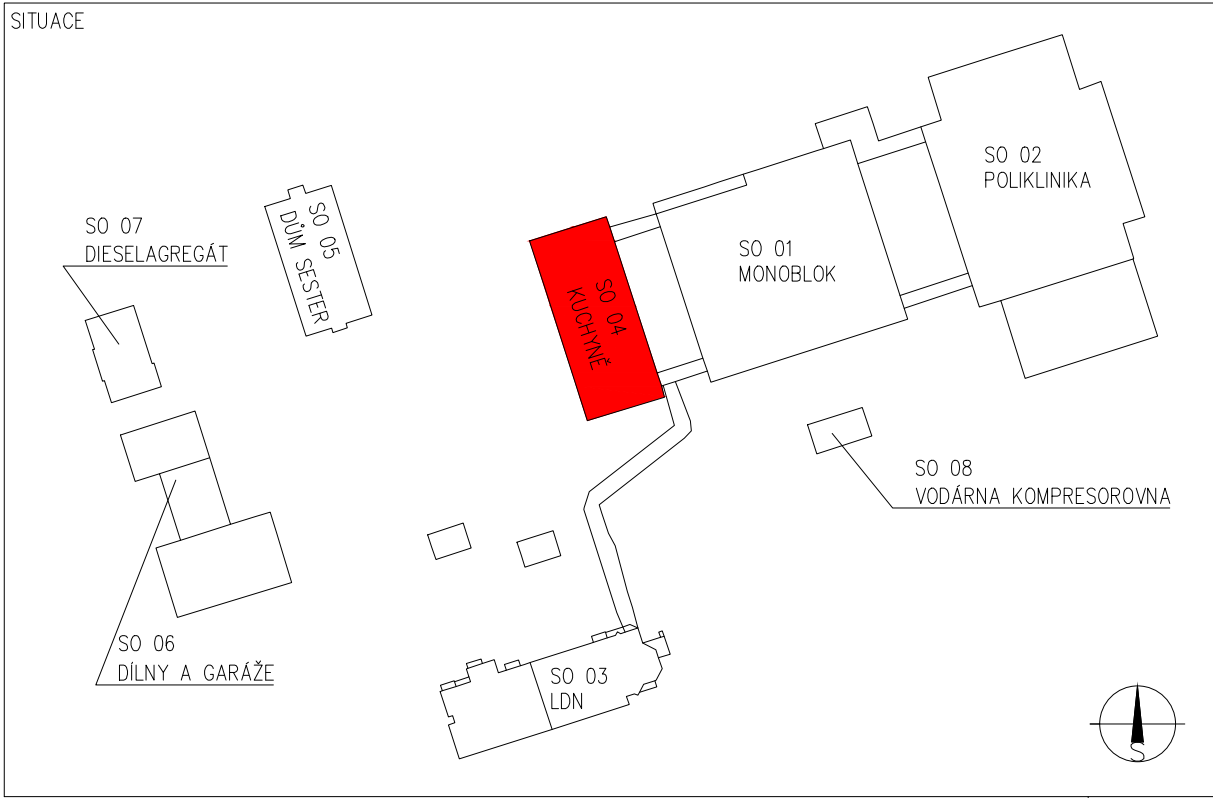 SITUACE
SO 02
POLIKLINIKA
SO 07
DIESELAGREGÁT
SO 05
DŮM SESTER
SO 01
MONOBLOK
SO 04
KUCHYNĚ
SO 08
VODÁRNA KOMPRESOROVNA
SO 06
DÍLNY A GARÁŽE
SO 03
LDN
S